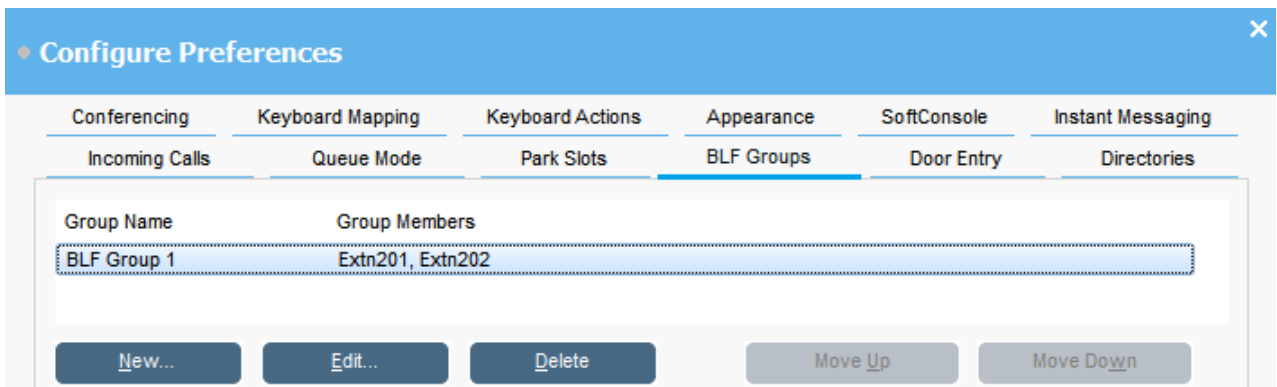 Configure Preferences
Conferencing Keyboard Mapping Keyboard Actions Appearance SoftConsole Instant Messaging
Incoming Calls Queue Mode Park Slots BLF Groups Door Entry Directories
Group Name Group Members
BLF Group 1 Extn201, Extn202
New... Edit... Delete Move Up Move Down